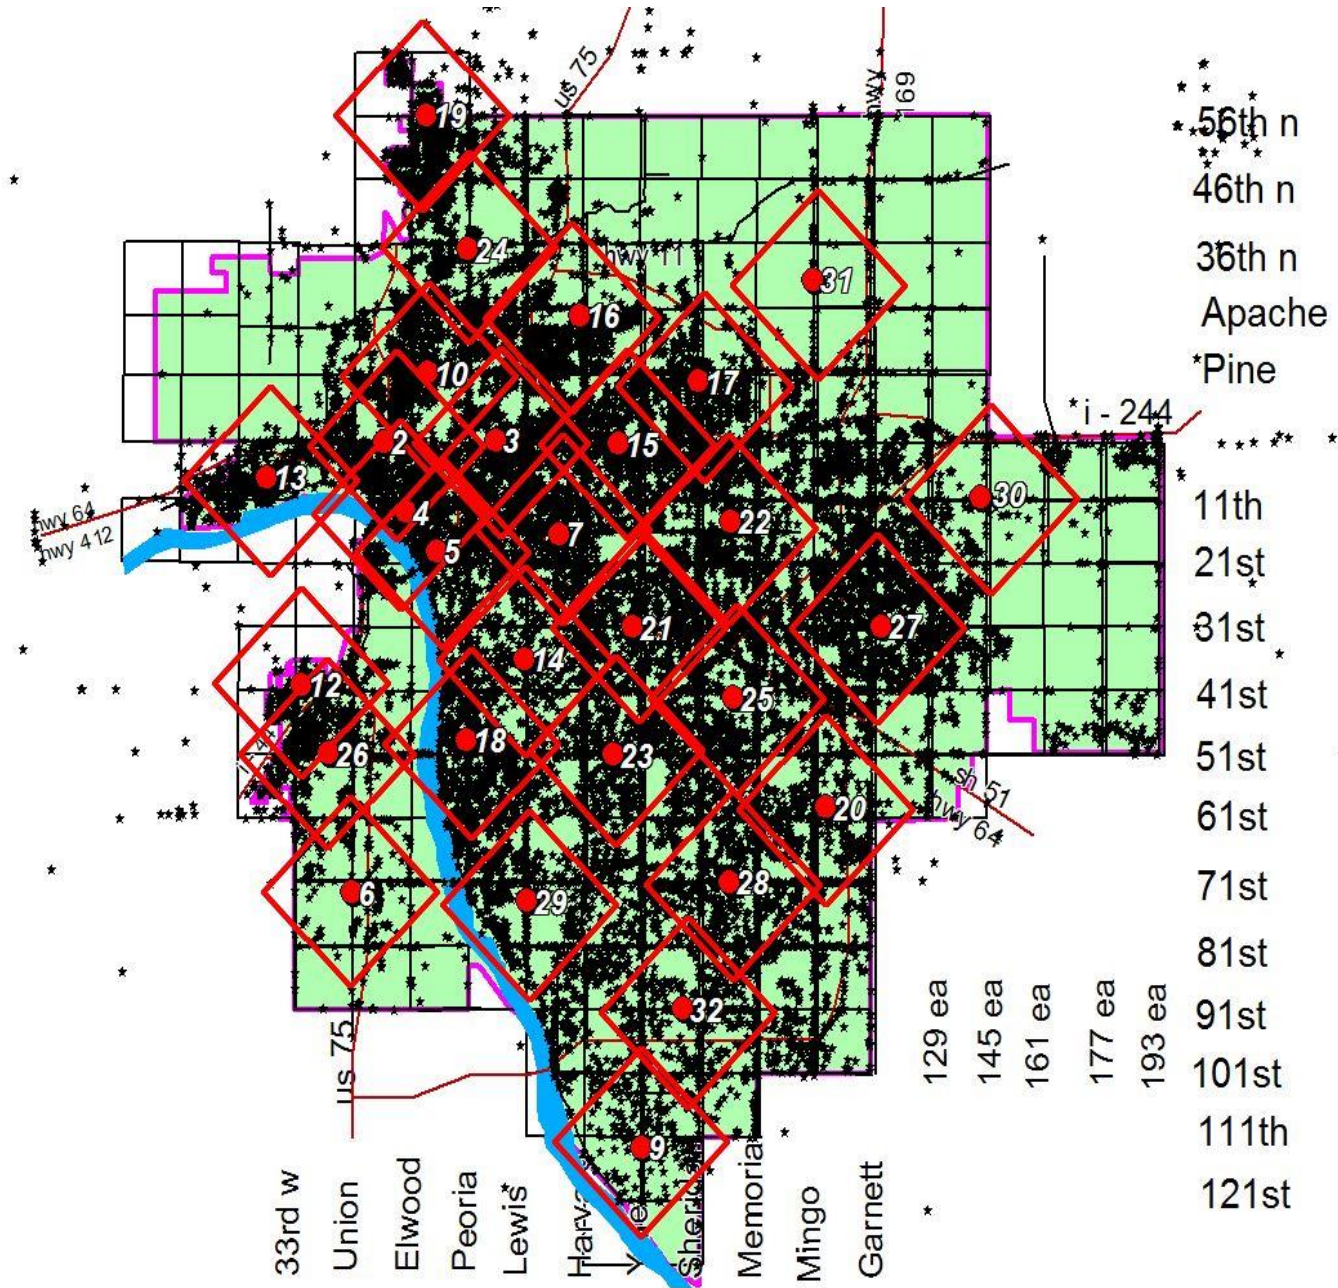 us 75
hwy
169
19
56th n
46th n
24
36th n
hwy 11
31
16
Apache
10
17
Pine
i - 244
2
3
15
13
30
hwy 64
4
22
11th
hwy 412
5
7
21st
21
27
31st
14
12
25
41st
18
26
23
51st
sh 51
20
hwy 64
61st
6
28
71st
29
81st
32
91st
us 75
129 ea
145 ea
161 ea
177 ea
193 ea
101st
9
111th
121st
33rd w
Union
Elwood
Peoria
Lewis
Memoria
Mingo
Garnett